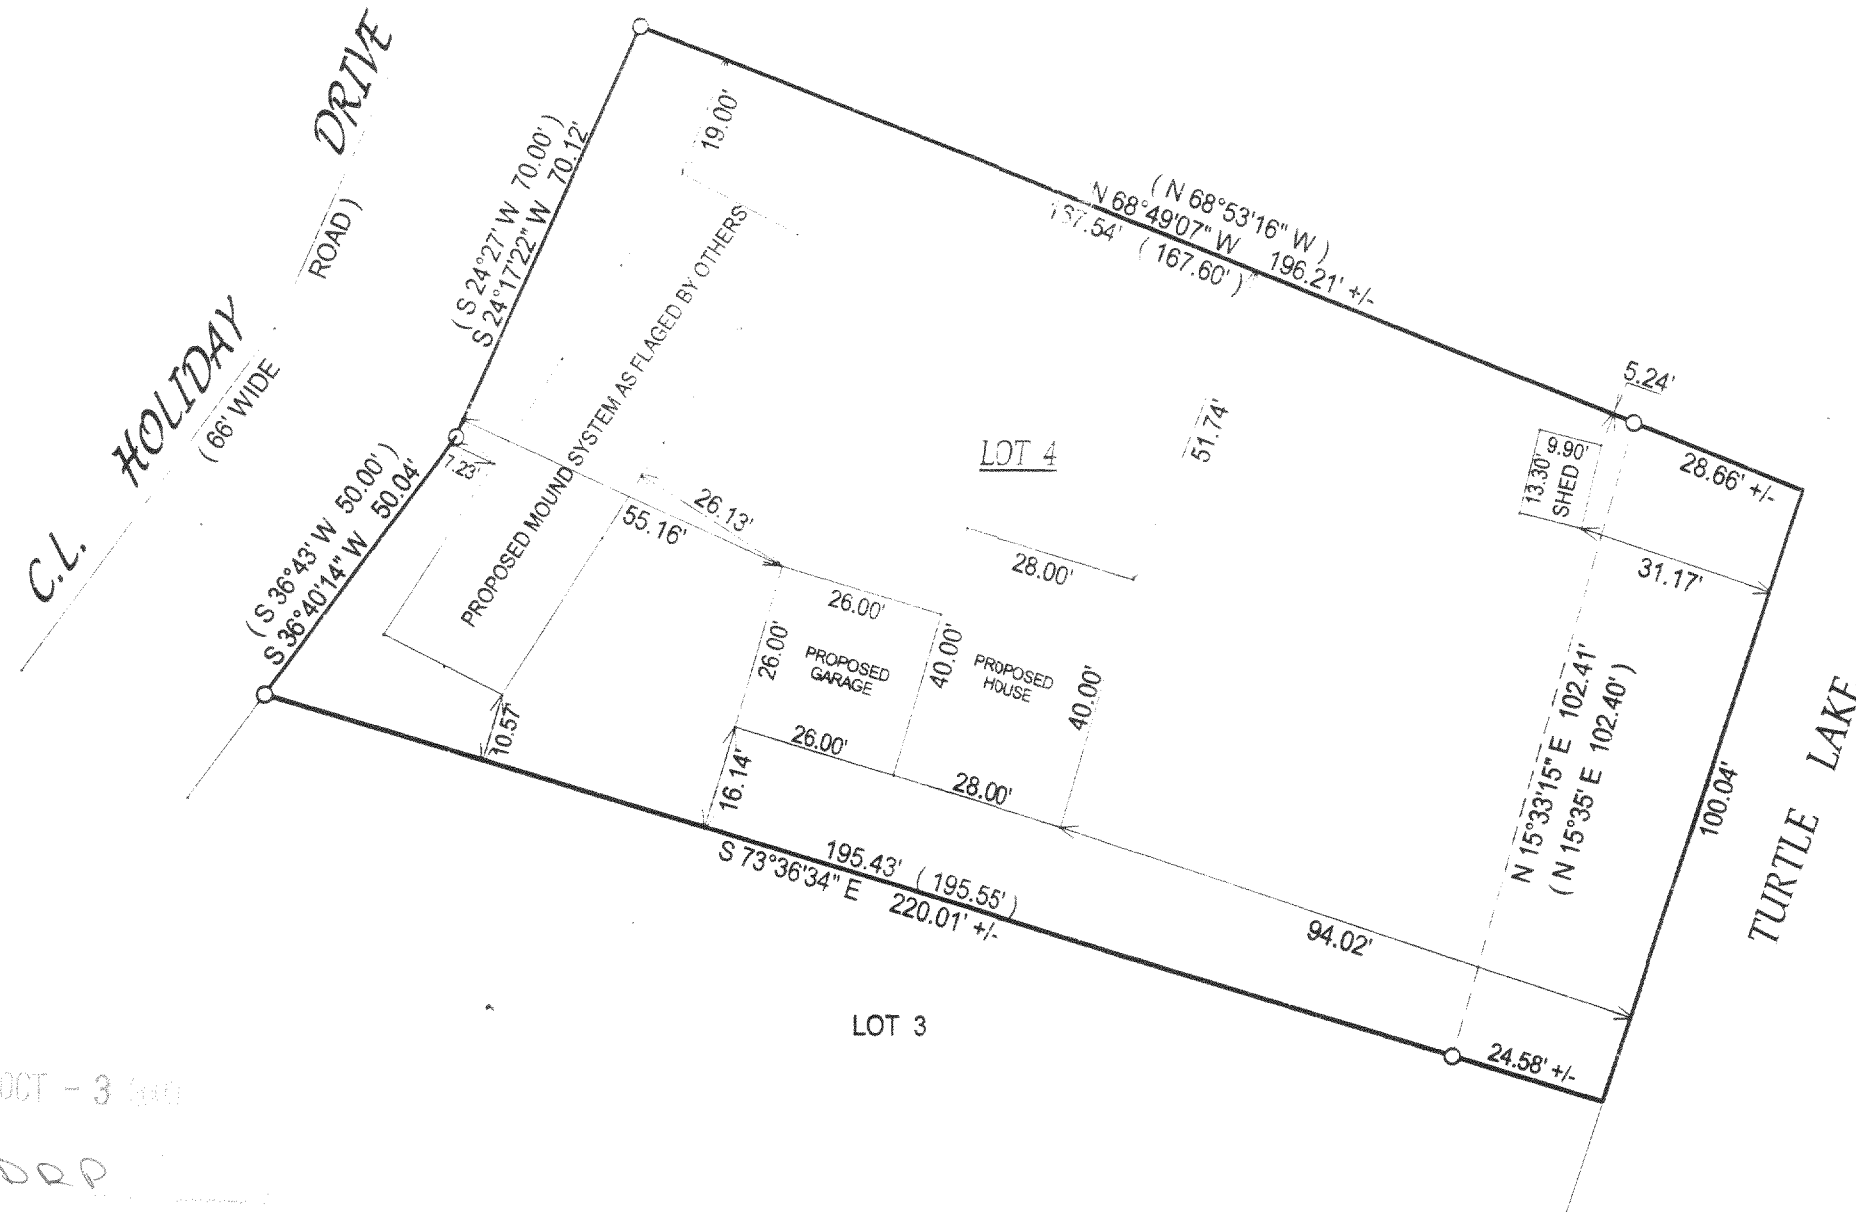 C.L. HOLIDAY DRIVE
( 66' WIDE ROAD )
( S 24°27' W 70.00' )
S 24°17'22" W 70.12'
( S 36°43' W 50.00' )
S 36°40'14" W 50.04'
19.00'
( N 68°53'16" W )
N 68°49'07" W 196.21' +/-
( 167.60' )
PROPOSED MOUND SYSTEM AS FLAGED BY OTHERS
7.23'
26.13'
55.16'
LOT 4
51.74'
28.00'
5.24'
9.90'
13.30'
SHED
28.66' +/-
31.17'
26.00'
26.00'
PROPOSED
GARAGE
40.00'
PROPOSED
HOUSE
40.00'
26.00'
28.00'
10.57'
16.14'
195.43' ( 195.55' )
S 73°36'34" E 220.01' +/-
94.02'
N 15°33'15" E 102.41'
( N 15°35' E 102.40' )
100.04'
TURTLE LAKE
24.58' +/-
LOT 3
OCT - 3